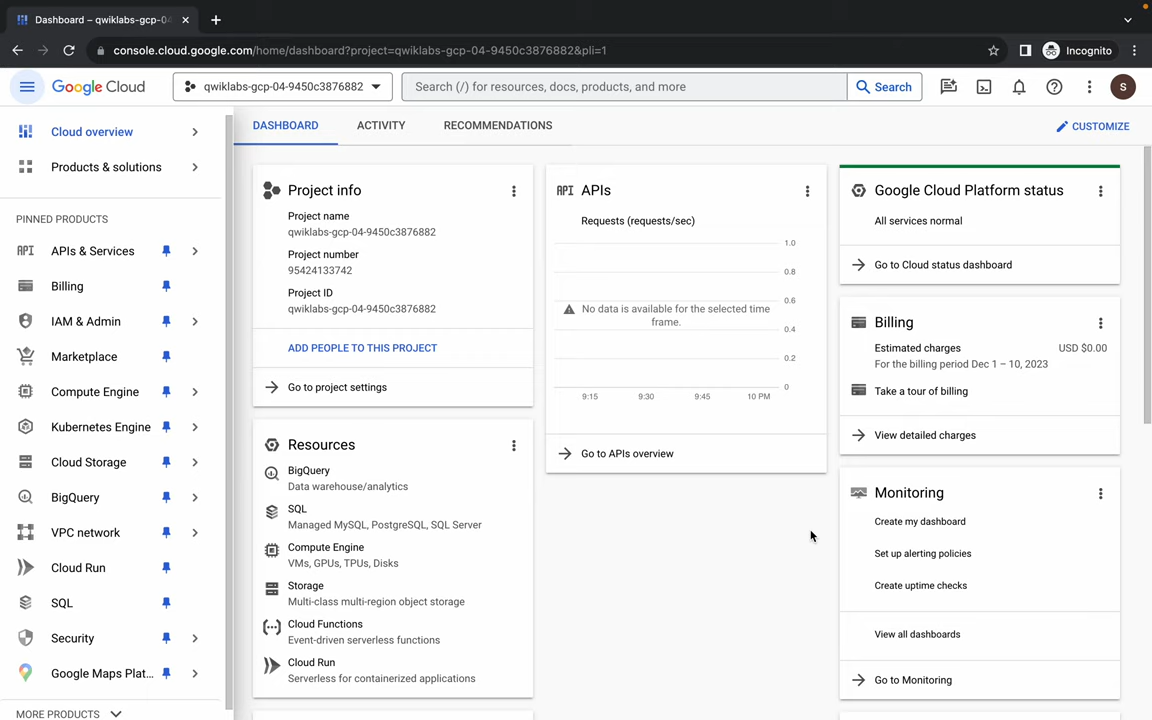 Dashboard – qwiklabs-gcp-04
console.cloud.google.com/home/dashboard?project=qwiklabs-gcp-04-9450c3876882&pli=1
Incognito
Google Cloud
qwiklabs-gcp-04-9450c3876882
Search (/) for resources, docs, products, and more
Search
S
Cloud overview
Products & solutions
PINNED PRODUCTS
APIs & Services
Billing
IAM & Admin
Marketplace
Compute Engine
Kubernetes Engine
Cloud Storage
BigQuery
VPC network
Cloud Run
SQL
Security
Google Maps Plat...
MORE PRODUCTS
DASHBOARD
ACTIVITY
RECOMMENDATIONS
CUSTOMIZE
Project info
Project name
qwiklabs-gcp-04-9450c3876882
Project number
95424133742
Project ID
qwiklabs-gcp-04-9450c3876882
ADD PEOPLE TO THIS PROJECT
Go to project settings
Resources
BigQuery
Data warehouse/analytics
SQL
Managed MySQL, PostgreSQL, SQL Server
Compute Engine
VMs, GPUs, TPUs, Disks
Storage
Multi-class multi-region object storage
Cloud Functions
Event-driven serverless functions
Cloud Run
Serverless for containerized applications
API APIs
Requests (requests/sec)
1.0
0.8
0.6
0.4
0.2
0
No data is available for the selected time
frame.
9:15
9:30
9:45
10 PM
Go to APIs overview
Google Cloud Platform status
All services normal
Go to Cloud status dashboard
Billing
Estimated charges USD $0.00
For the billing period Dec 1 – 10, 2023
Take a tour of billing
View detailed charges
Monitoring
Create my dashboard
Set up alerting policies
Create uptime checks
View all dashboards
Go to Monitoring